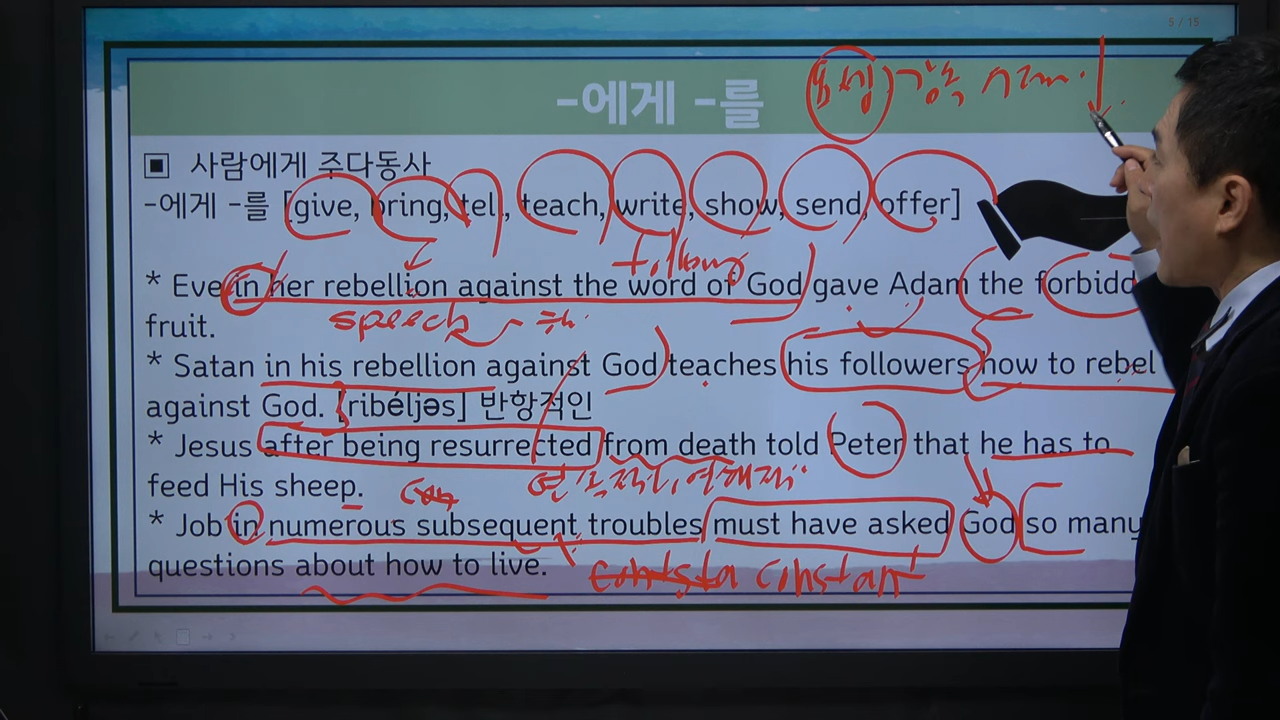 5 / 15
-에게 -를
▣ 사람에게 주다동사
-에게 -를 [give, bring, tell, teach, write, show, send, offer]
following
* Eve in her rebellion against the word of God gave Adam the forbidd
fruit.
speech
* Satan in his rebellion against God teaches his followers how to rebel
against God. [ribéljəs] 반항적인
* Jesus after being resurrected from death told Peter that he has to
feed His sheep.
* Job in numerous subsequent troubles must have asked God so many
questions about how to live.
constant